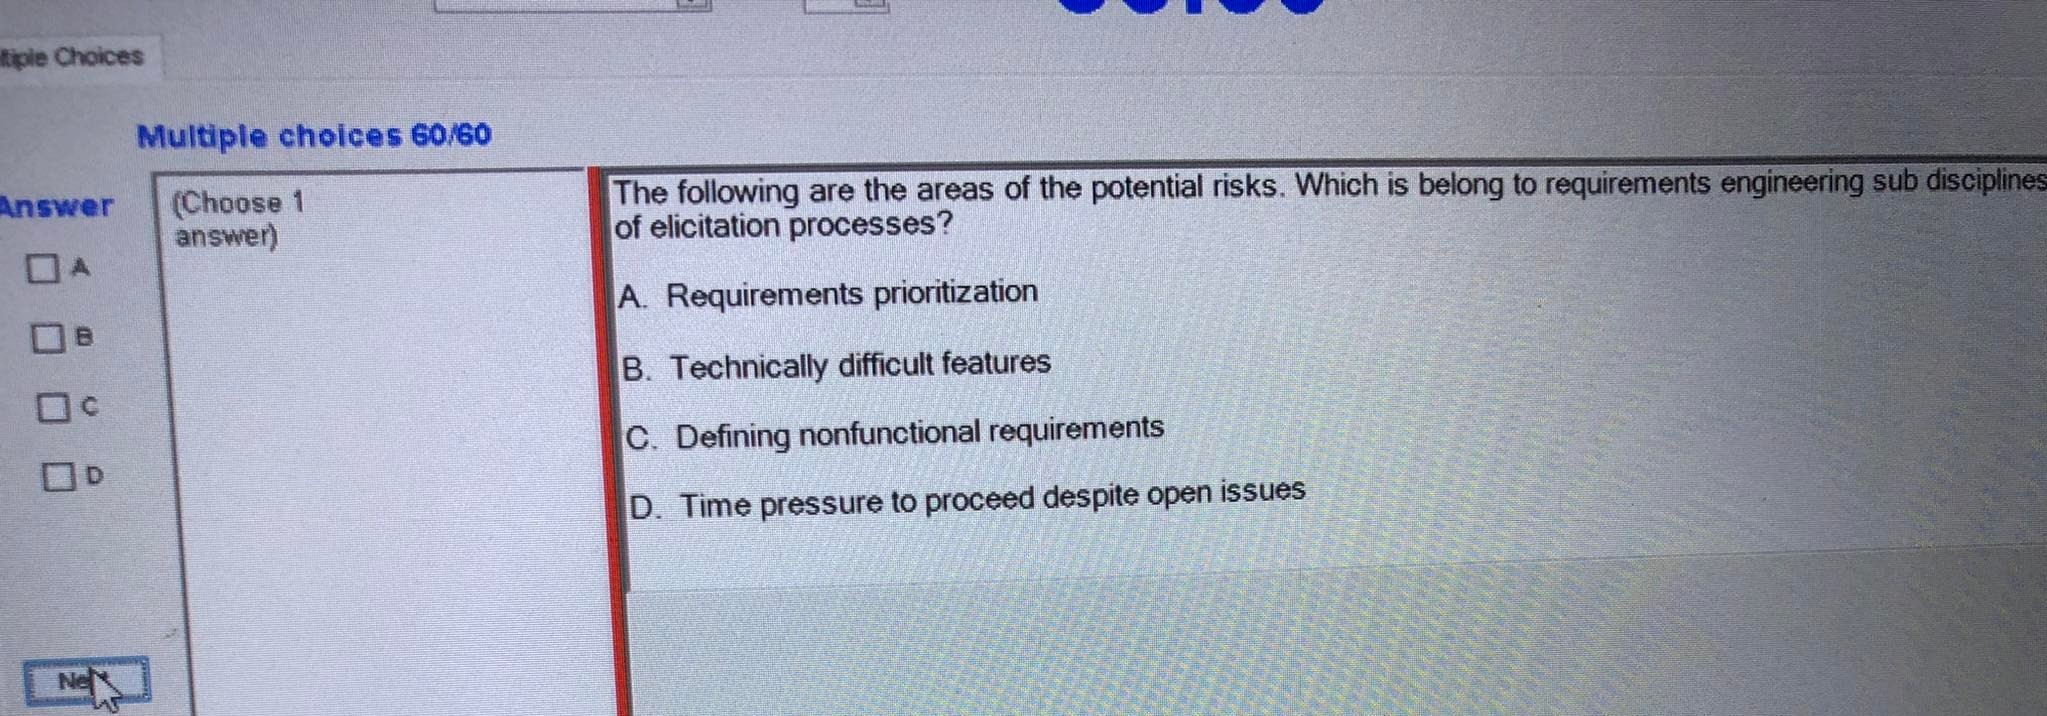 tiple Choices
Multiple choices 60/60
Answer
(Choose 1
answer)
A
B
C
D
The following are the areas of the potential risks. Which is belong to requirements engineering sub disciplines
of elicitation processes?
A. Requirements prioritization
B. Technically difficult features
C. Defining nonfunctional requirements
D. Time pressure to proceed despite open issues